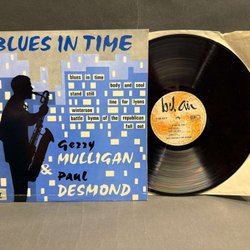 BLUES IN TIME
blues in time
body and soul
stand still
line for lyons
wintersong
battle hymn of the republican
fall out
Gerry
MULLIGAN
& Paul
DESMOND
bel air